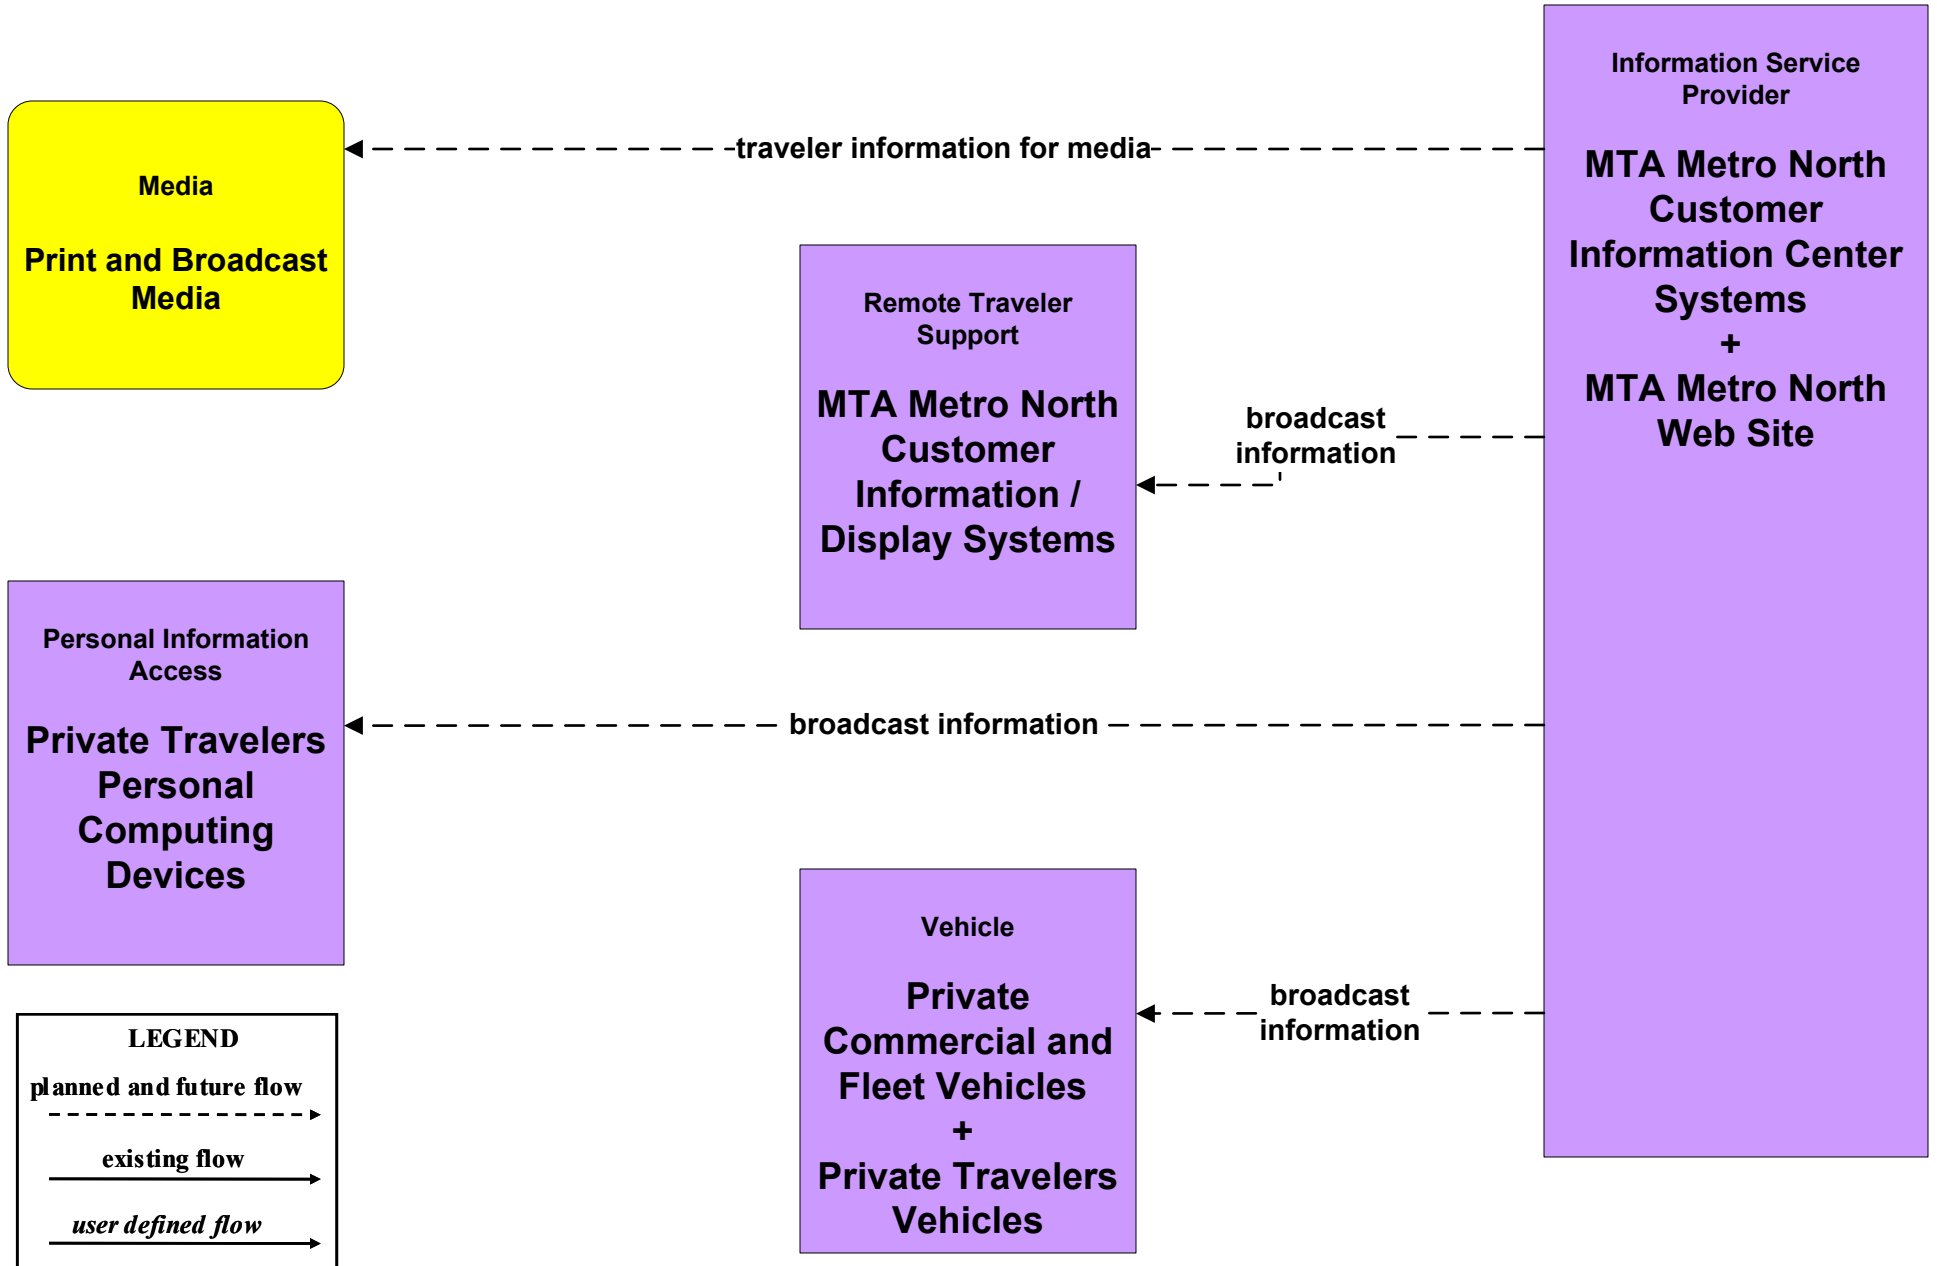 Information Service
Provider
MTA Metro North
Customer
Information Center
Systems
+
MTA Metro North
Web Site
traveler information for media
Media
Print and Broadcast
Media
Remote Traveler
Support
MTA Metro North
Customer
Information /
Display Systems
broadcast
information
Personal Information
Access
Private Travelers
Personal
Computing
Devices
broadcast information
Vehicle
Private
Commercial and
Fleet Vehicles
+
Private Travelers
Vehicles
broadcast
information
LEGEND
planned and future flow
existing flow
user defined flow